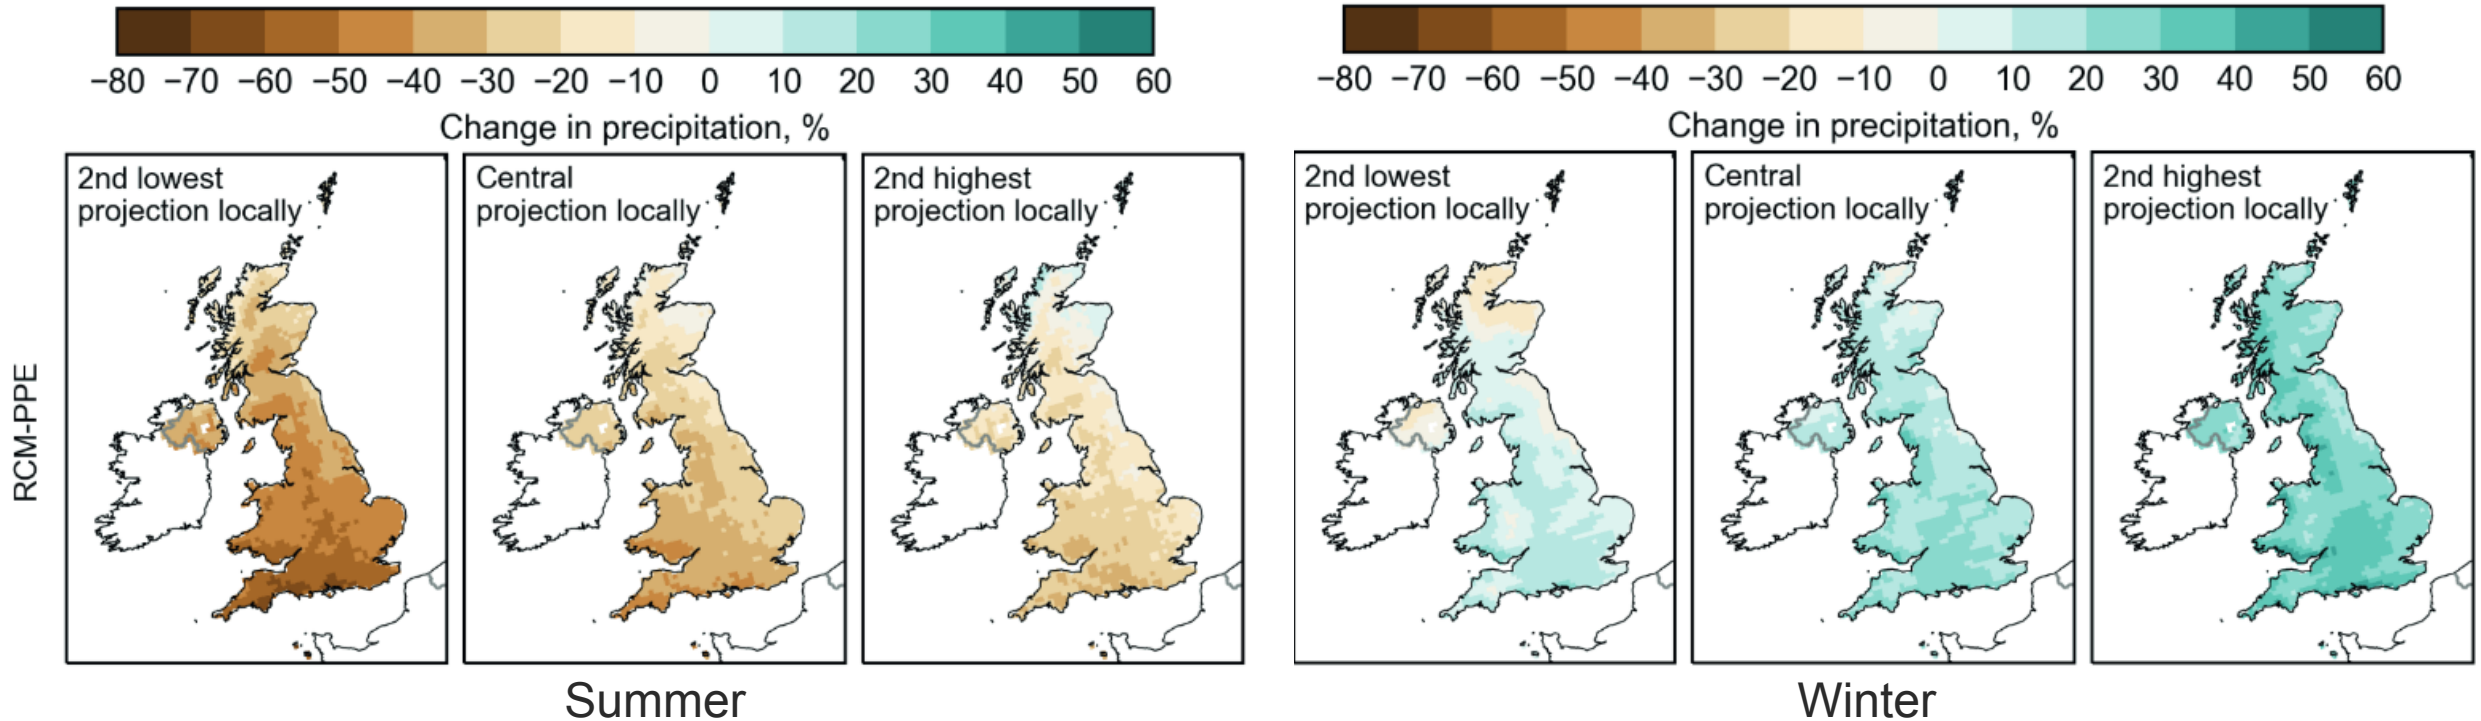 −80 −70 −60 −50 −40 −30 −20 −10 0 10 20 30 40 50 60
Change in precipitation, %
2nd lowest
projection locally
Central
projection locally
2nd highest
projection locally
RCM-PPE
Summer
−80 −70 −60 −50 −40 −30 −20 −10 0 10 20 30 40 50 60
Change in precipitation, %
2nd lowest
projection locally
Central
projection locally
2nd highest
projection locally
Winter